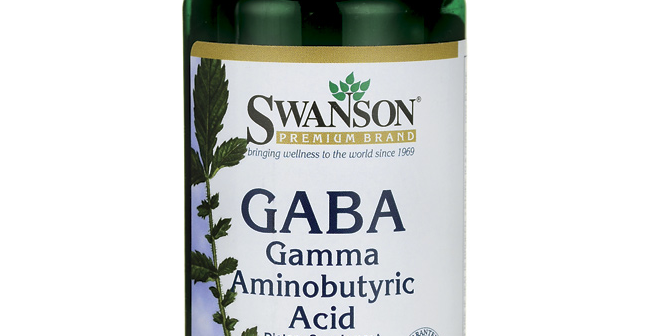 SWANSON®
PREMIUM BRAND
bringing wellness to the world since 1969
GABA
Gamma
Aminobutyric
Acid